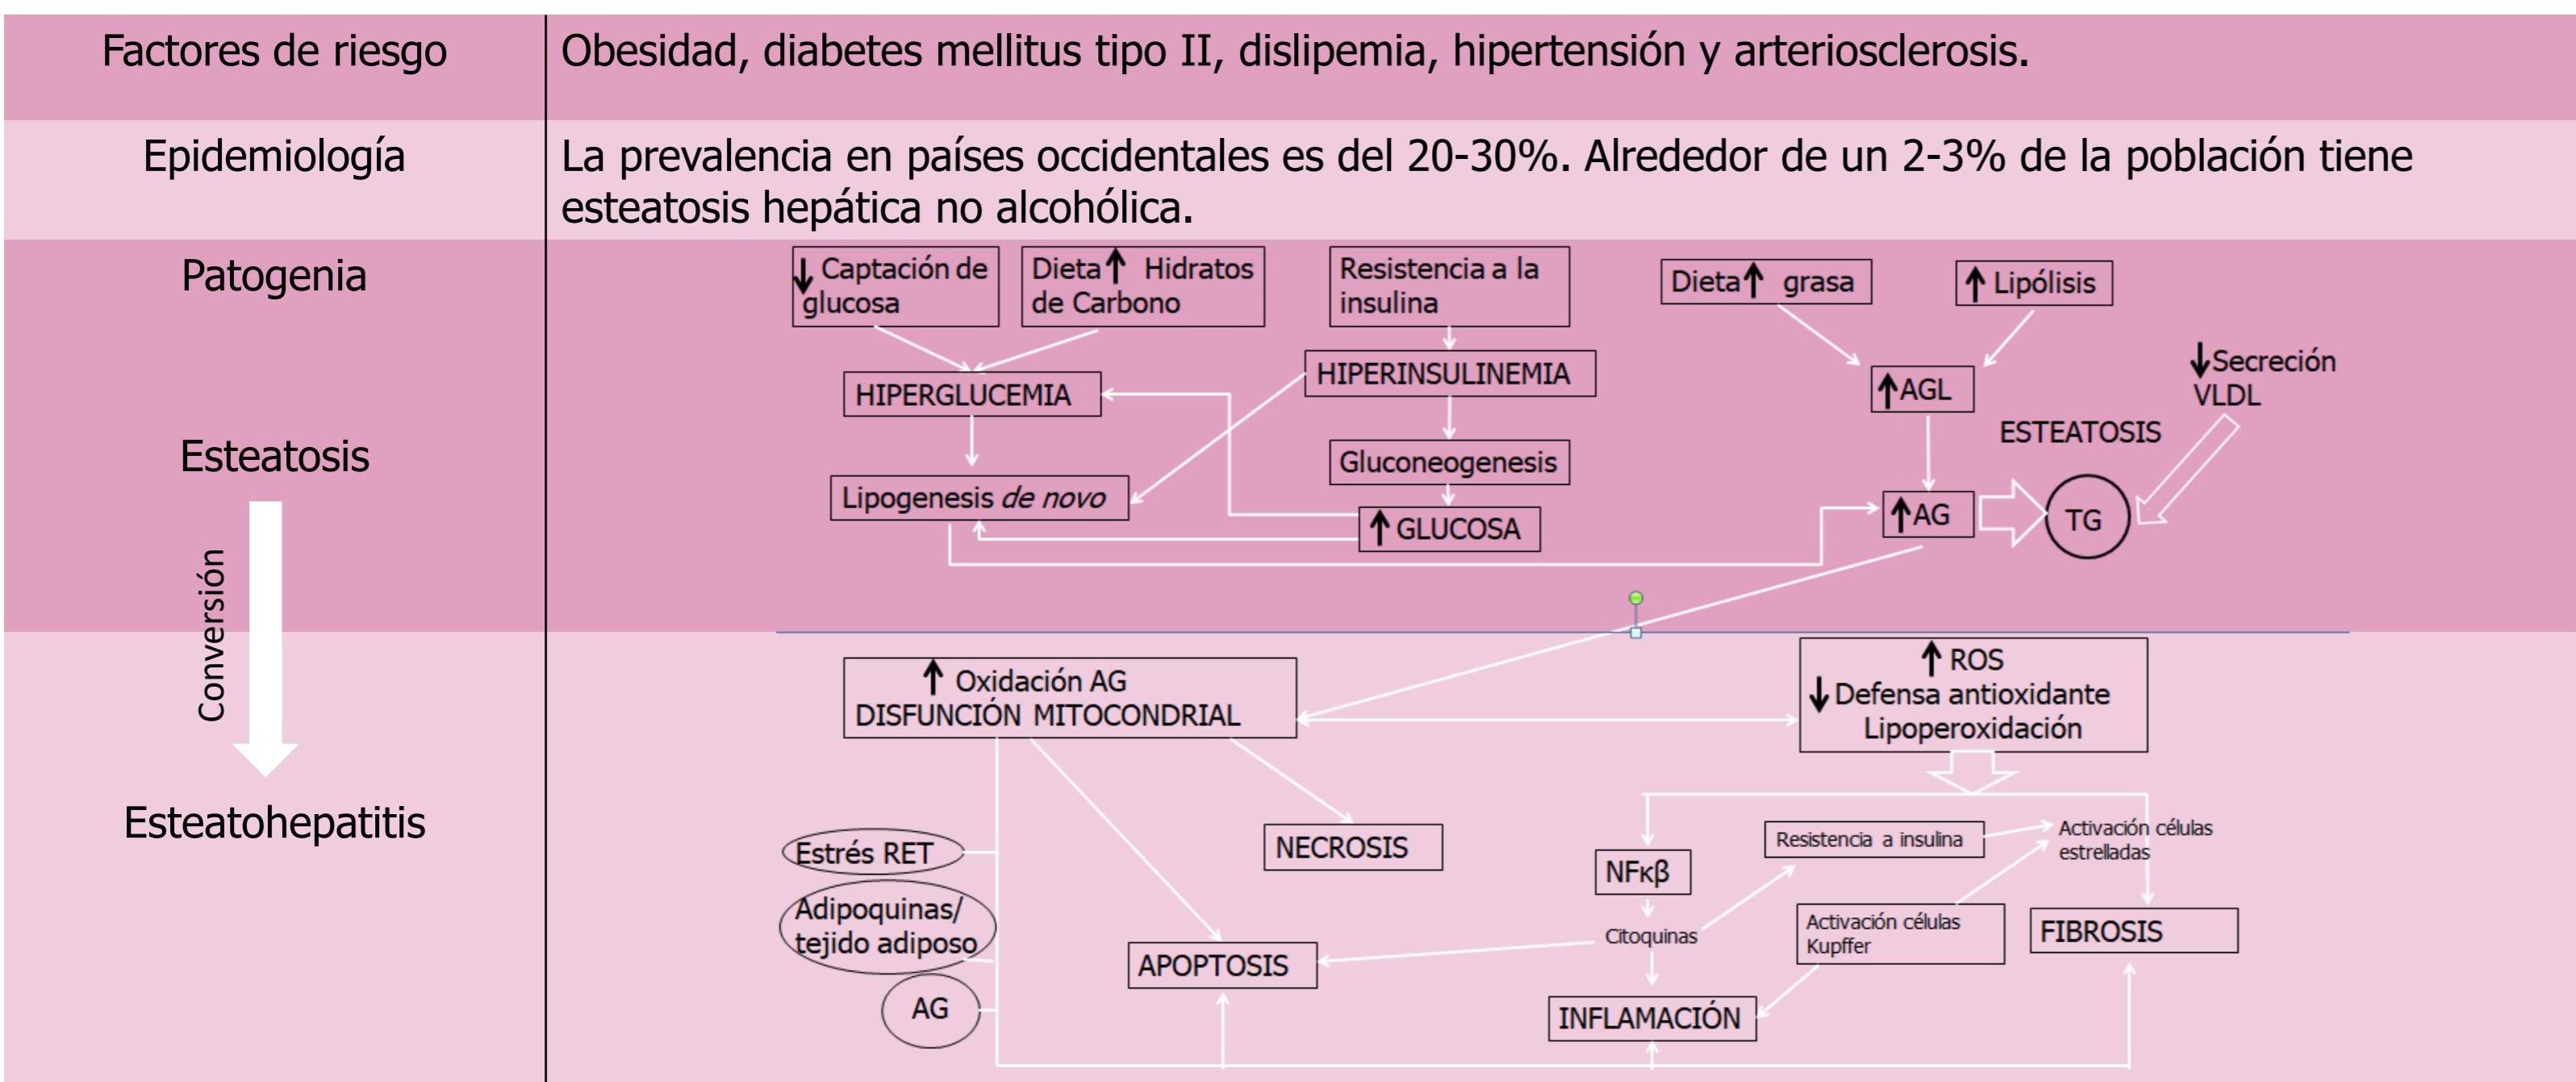 Factores de riesgo
Obesidad, diabetes mellitus tipo II, dislipemia, hipertensión y arteriosclerosis.
Epidemiología
La prevalencia en países occidentales es del 20-30%. Alrededor de un 2-3% de la población tiene
esteatosis hepática no alcohólica.
Patogenia
Esteatosis
Conversión
Esteatohepatitis
↓ Captación de
glucosa
Dieta ↑ Hidratos
de Carbono
Resistencia a la
insulina
Dieta ↑ grasa
↑ Lipólisis
HIPERGLUCEMIA
HIPERINSULINEMIA
↑ AGL
↓ Secreción
VLDL
ESTEATOSIS
Gluconeogenesis
Lipogenesis de novo
↑ GLUCOSA
↑ AG
TG
↑ Oxidación AG
DISFUNCIÓN MITOCONDRIAL
↑ ROS
↓ Defensa antioxidante
Lipoperoxidación
Estrés RET
Adipoquinas/
tejido adiposo
AG
NECROSIS
APOPTOSIS
NFκβ
Citoquinas
INFLAMACIÓN
Resistencia a insulina
Activación células
estrelladas
Activación células
Kupffer
FIBROSIS